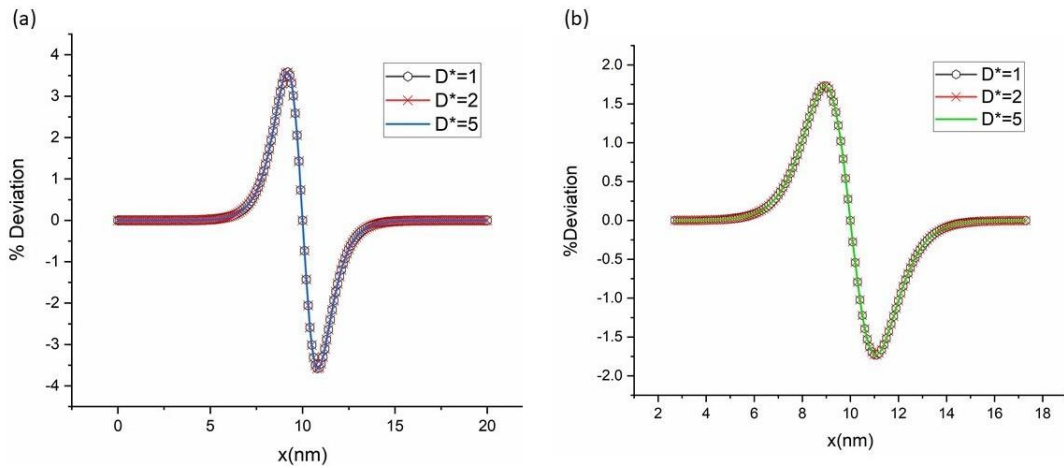 (a)
4
3
2
1
0
-1
-2
-3
-4
% Deviation
0
5
10
15
20
x(nm)
D*=1
D*=2
D*=5
(b)
2.0
1.5
1.0
0.5
0.0
-0.5
-1.0
-1.5
-2.0
%Deviation
2
4
6
8
10
12
14
16
18
x(nm)
D*=1
D*=2
D*=5